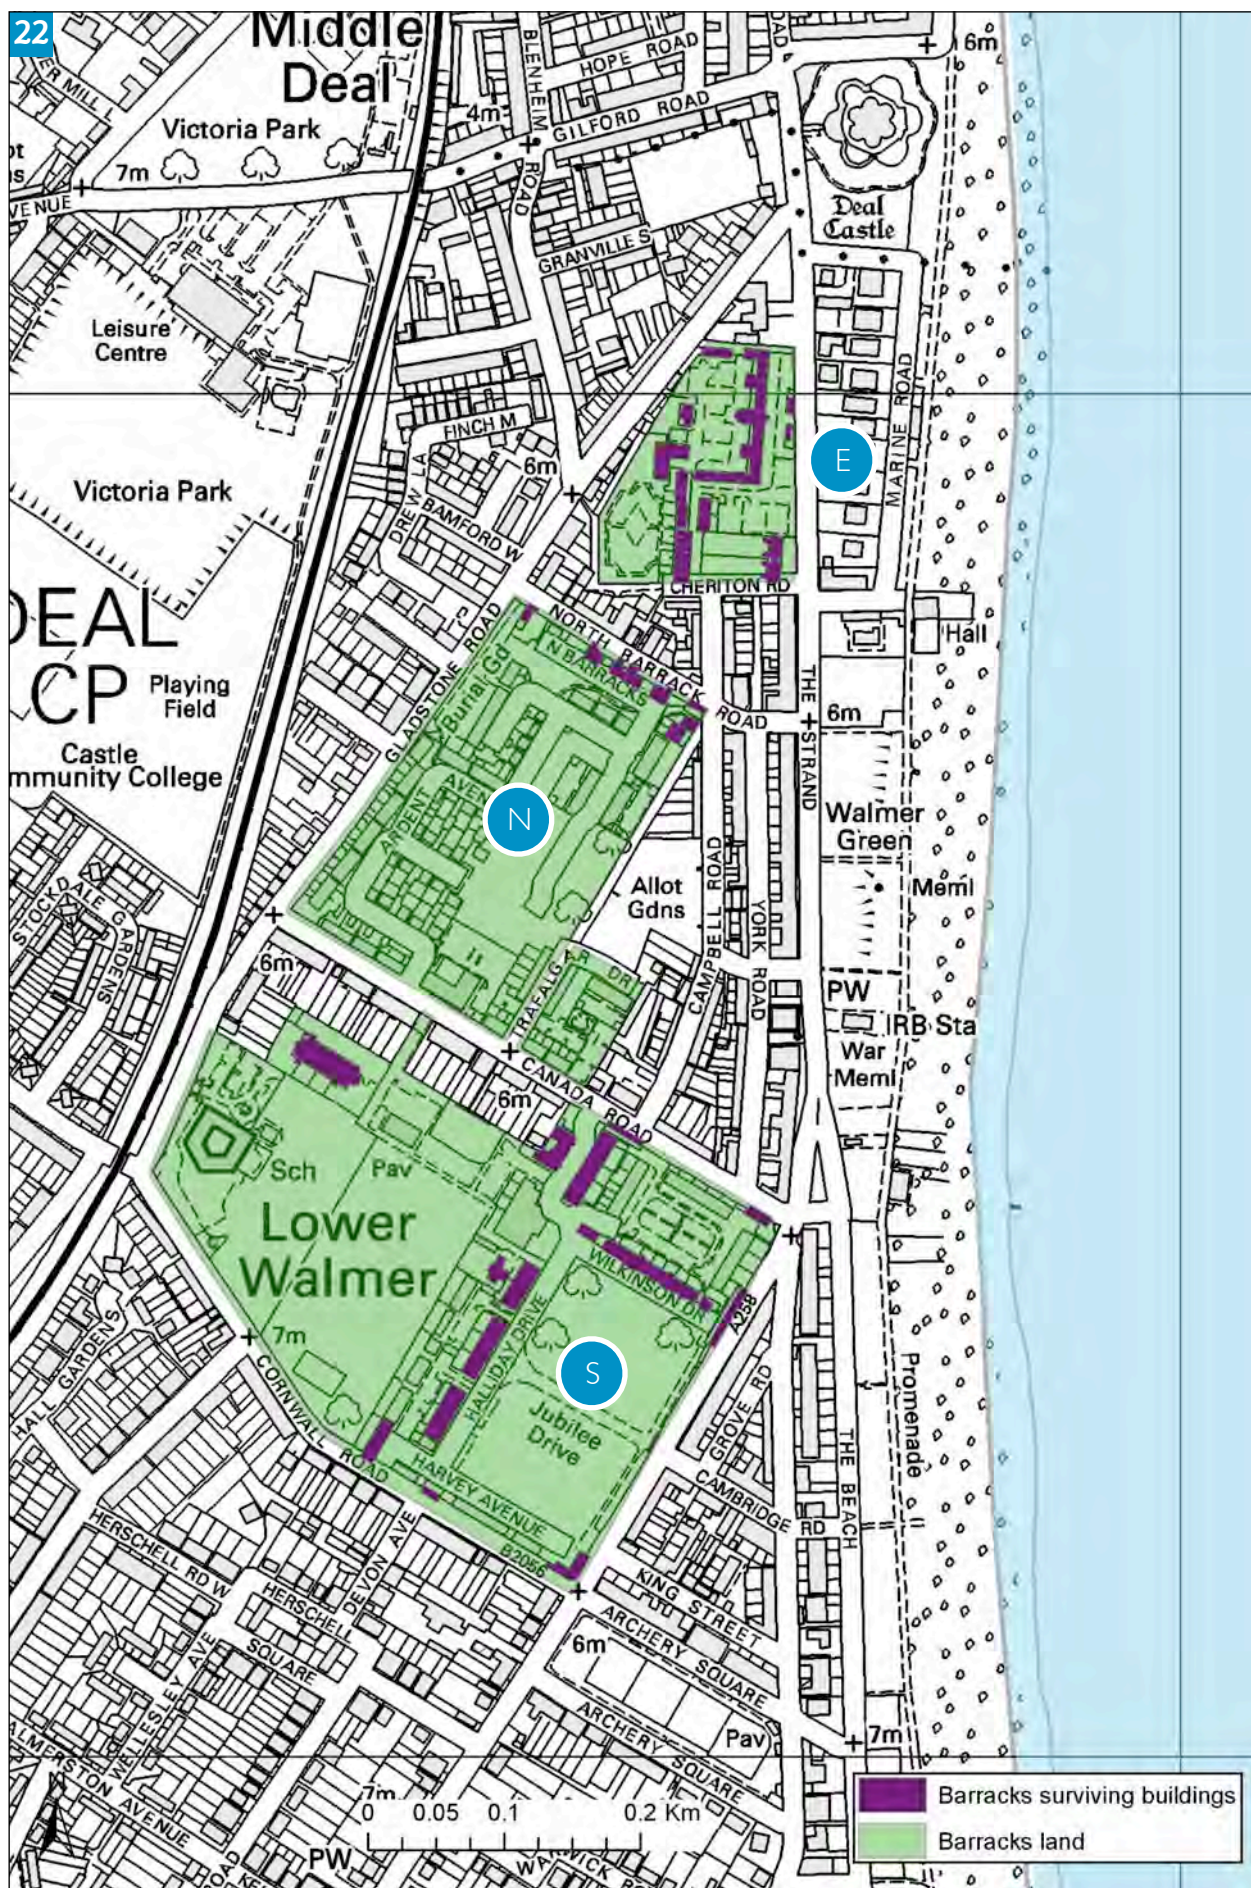 22
Middle
Deal
HOPE ROAD
6m
BLENHEIM ROAD
4m
GILFORD ROAD
Victoria Park
7m
VENUE
Deal
Castle
GRANVILLE S
Leisure
Centre
MARINE ROAD
FINCH M
DREW LA
6m
E
Victoria Park
BAMFORD W
CHERITON RD
DEAL
CP
NORTH BARRACK ROAD
N BARRACKS
Hall
GLADSTONE ROAD
Burial Gd
Playing
Field
THE STRAND
6m
Castle
mmunity College
ARDENT AVE
N
Walmer
Green
STOCKDALE GARDENS
Allot
Gdns
CAMPBELL ROAD
YORK ROAD
Meml
6m
TRAFALGAR DR
PW
IRB Sta
War
Meml
CANADA ROAD
6m
Sch
Pav
Lower
Walmer
WILKINSON DR
A258
HALLIDAY DRIVE
7m
S
Jubilee
Drive
GROVE RD
Promenade
THE BEACH
HALL GARDENS
CORNWALL ROAD
HARVEY AVENUE
CAMBRIDGE RD
B2056
HERSCHELL RD W
DEVON AVE
KING STREET
HERSCHELL SQUARE
ARCHERY SQUARE
6m
WELLESLEY AVE
ARCHERY SQUARE
Pav
7m
ALMERSTON AVENUE
7m
0 0.05 0.1 0.2 Km
PW
ROAD
Barracks surviving buildings
Barracks land